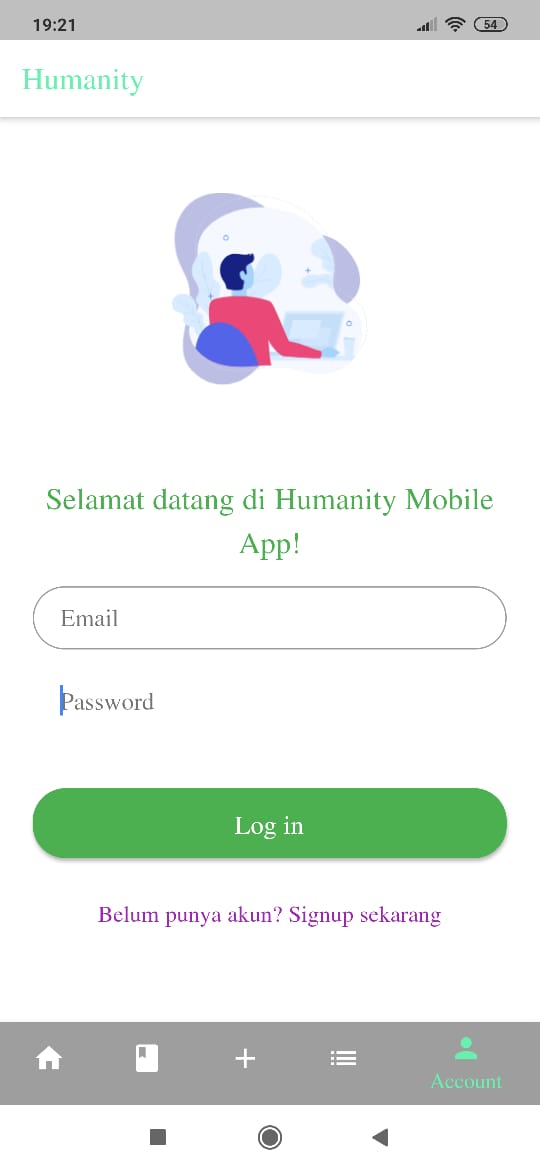 19:21
54
Humanity
Selamat datang di Humanity Mobile
App!
Email
Password
Log in
Belum punya akun? Signup sekarang
Account